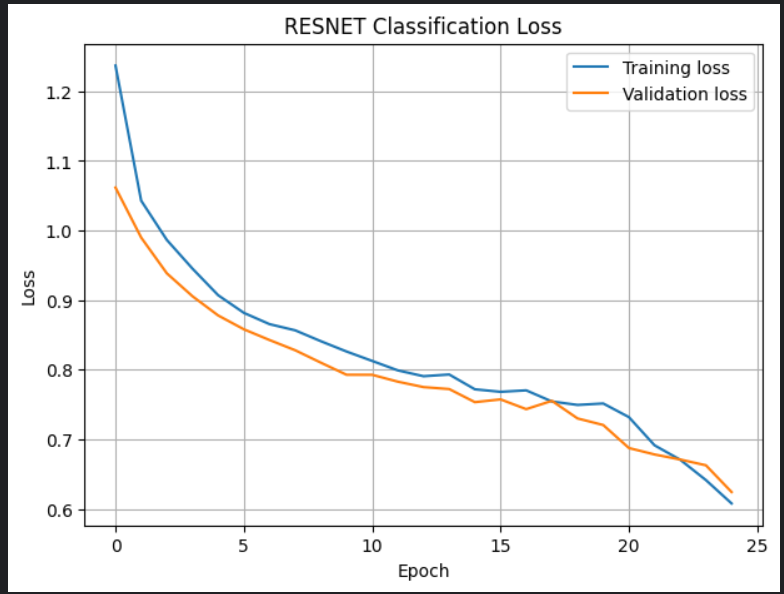 RESNET Classification Loss
Training loss
Validation loss
1.2
1.1
1.0
0.9
0.8
0.7
0.6
Loss
0 5 10 15 20 25
Epoch